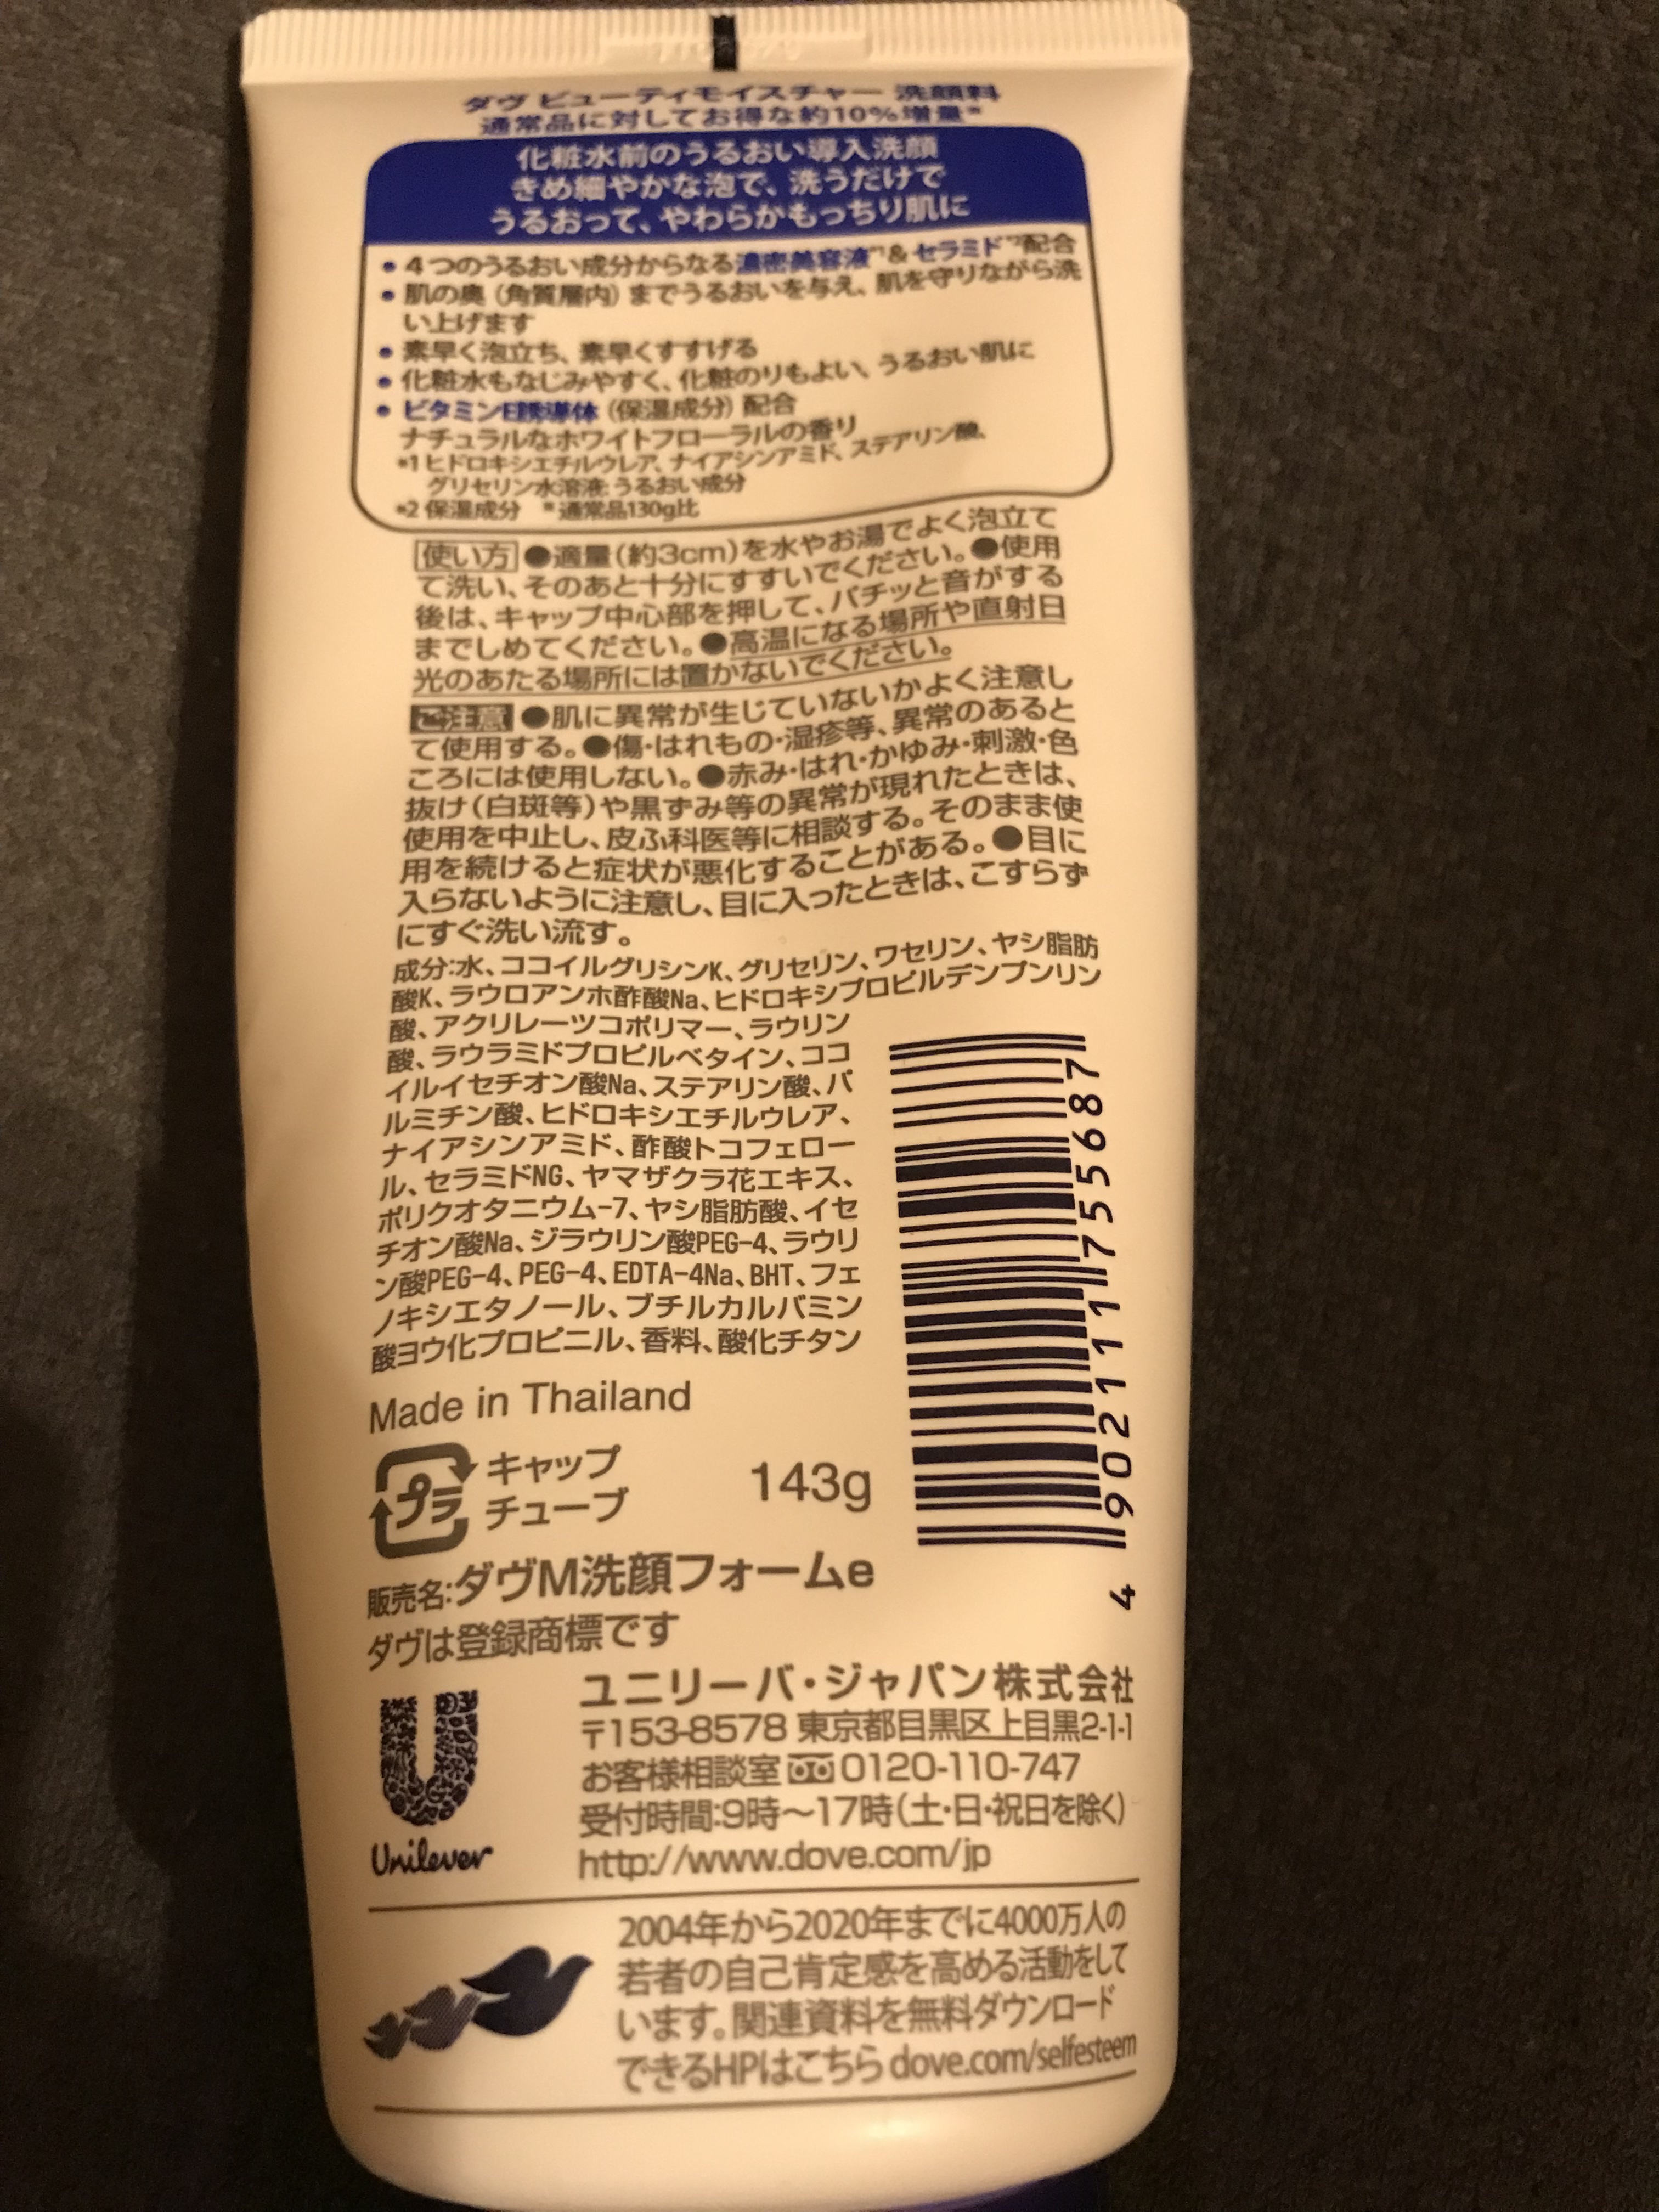 ダヴ ビューティモイスチャー 洗顔料
通常品に対してお得な約10%増量*
化粧水前のうるおい導入洗顔
きめ細やかな泡で、洗うだけで
うるおって、やわらかもっちり肌に
• 4つのうるおい成分からなる濃密美容液*1& セラミド*2配合
• 肌の奥（角質層内）までうるおいを与え、肌を守りながら洗
い上げます
• 素早く泡立ち、素早くすすげる
• 化粧水もなじみやすく、化粧のりもよい、うるおい肌に
• ビタミンE誘導体（保湿成分）配合
ナチュラルなホワイトフローラルの香り
*1 ヒドロキシエチルウレア、ナイアシンアミド、ステアリン酸、
グリセリン水溶液: うるおい成分
*2 保湿成分 * 通常品130g比
使い方 ●適量(約3cm)を水やお湯でよく泡立て
て洗い、そのあと十分にすすいでください。●使用
後は、キャップ中心部を押して、パチッと音がする
までしめてください。●高温になる場所や直射日
光のあたる場所には置かないでください。
ご注意 ●肌に異常が生じていないかよく注意し
て使用する。●傷・はれもの・湿疹等、異常のあると
ころには使用しない。●赤み・はれ・かゆみ・刺激・色
抜け(白斑等)や黒ずみ等の異常が現れたときは、
使用を中止し、皮ふ科医等に相談する。そのまま使
用を続けると症状が悪化することがある。●目に
入らないように注意し、目に入ったときは、こすらず
にすぐ洗い流す。
成分:水、ココイルグリシンK、グリセリン、ワセリン、ヤシ脂肪
酸K、ラウロアンホ酢酸Na、ヒドロキシプロピルデンプンリン
酸、アクリレーツコポリマー、ラウリン
酸、ラウラミドプロピルベタイン、ココ
イルイセチオン酸Na、ステアリン酸、パ
ルミチン酸、ヒドロキシエチルウレア、
ナイアシンアミド、酢酸トコフェロー
ル、セラミドNG、ヤマザクラ花エキス、
ポリクオタニウム-7、ヤシ脂肪酸、イセ
チオン酸Na、ジラウリン酸PEG-4、ラウリ
ン酸PEG-4、PEG-4、EDTA-4Na、BHT、フェ
ノキシエタノール、ブチルカルバミン
酸ヨウ化プロピニル、香料、酸化チタン
4 902111 755687
Made in Thailand
プラ
キャップ
チューブ
143g
販売名:ダヴM洗顔フォームe
ダヴは登録商標です
Unilever
ユニリーバ・ジャパン株式会社
〒153-8578 東京都目黒区上目黒2-1-1
お客様相談室 0120-110-747
受付時間:9時～17時(土・日・祝日を除く)
http://www.dove.com/jp
2004年から2020年までに4000万人の
若者の自己肯定感を高める活動をして
います。関連資料を無料ダウンロード
できるHPはこちら dove.com/selfesteem